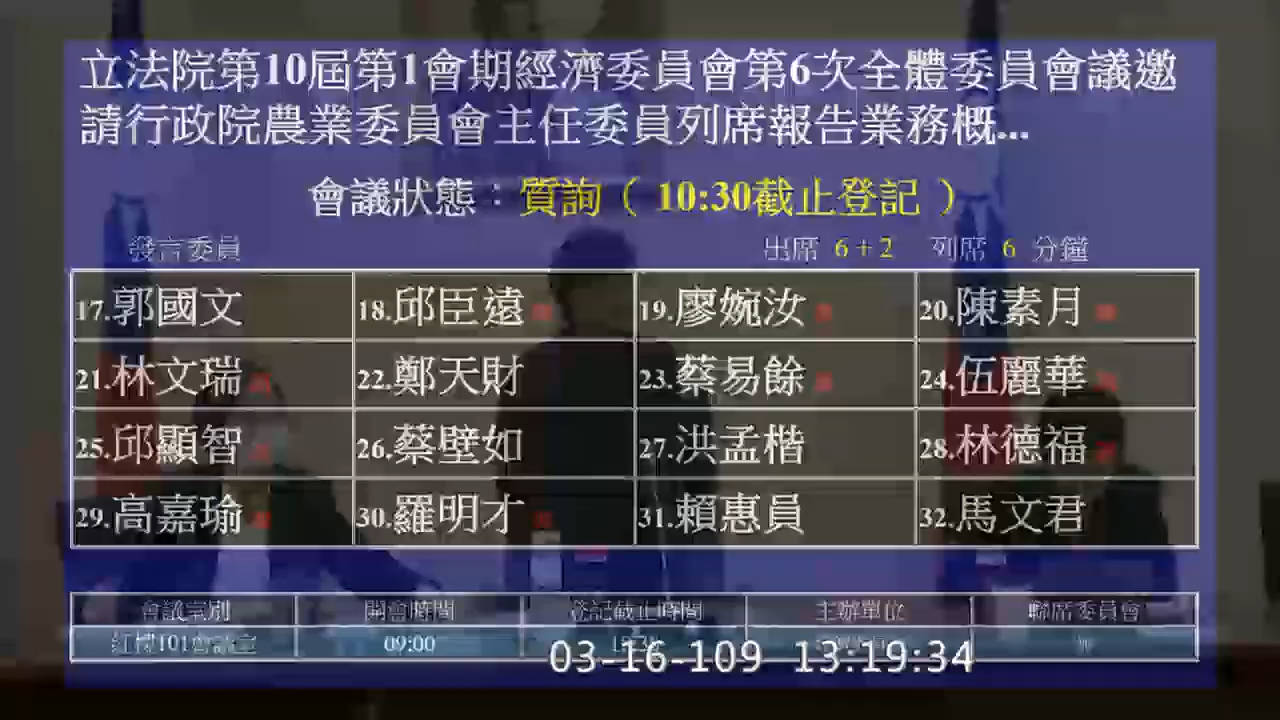 立法院第10屆第1會期經濟委員會第6次全體委員會議邀
請行政院農業委員會主任委員列席報告業務概...
會議狀態：質詢（ 10:30截止登記 ）
發言委員 出席 6+2 列席 6 分鐘
17.郭國文 18.邱臣遠 19.廖婉汝 20.陳素月
21.林文瑞 22.鄭天財 23.蔡易餘 24.伍麗華
25.邱顯智 26.蔡壁如 27.洪孟楷 28.林德福
29.高嘉瑜 30.羅明才 31.賴惠員 32.馬文君
會議室別 開會時間 登記截止時間 主辦單位 聯席委員會
紅樓101會議室 09:00
03-16-109 13:19:34